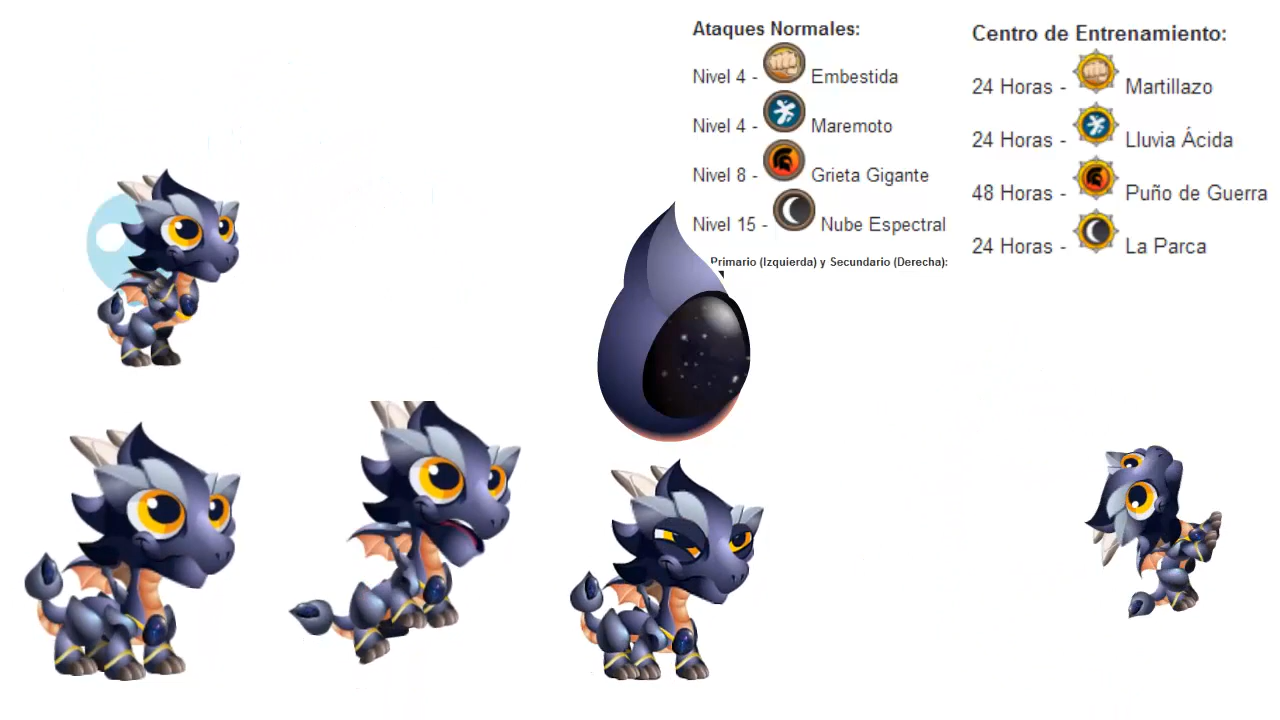 Ataques Normales:
Nivel 4 - Embestida
Nivel 4 - Maremoto
Nivel 8 - Grieta Gigante
Nivel 15 - Nube Espectral
Primario (Izquierda) y Secundario (Derecha):
Centro de Entrenamiento:
24 Horas - Martillazo
24 Horas - Lluvia Ácida
48 Horas - Puño de Guerra
24 Horas - La Parca